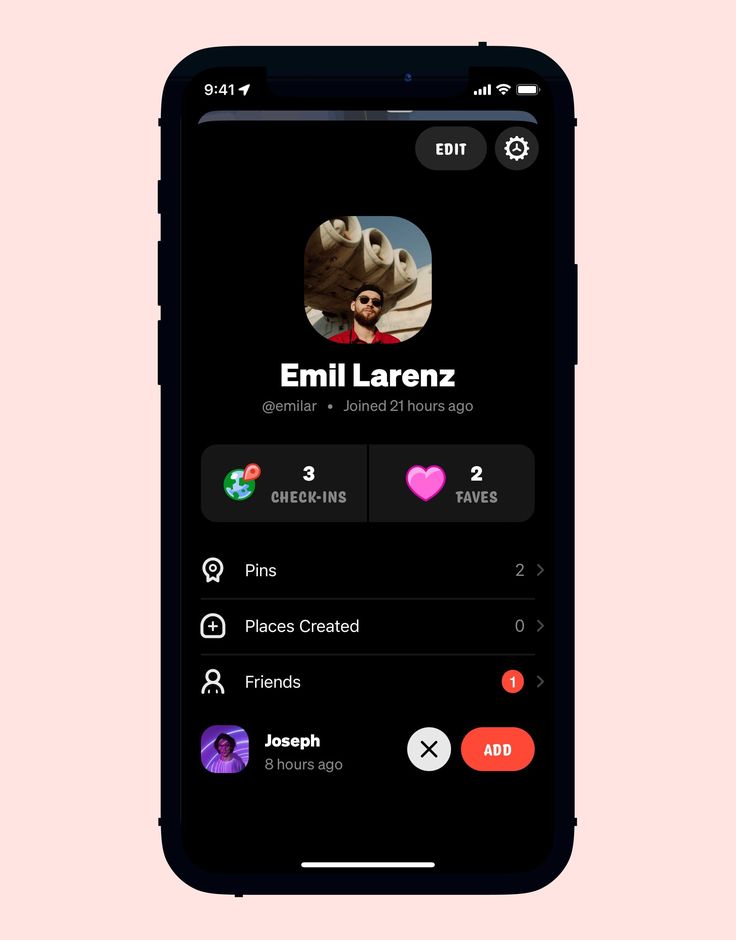 9:41
EDIT
Emil Larenz
@emilar • Joined 21 hours ago
3
CHECK-INS
2
FAVES
Pins 2
Places Created 0
Friends 1
Joseph
8 hours ago
ADD